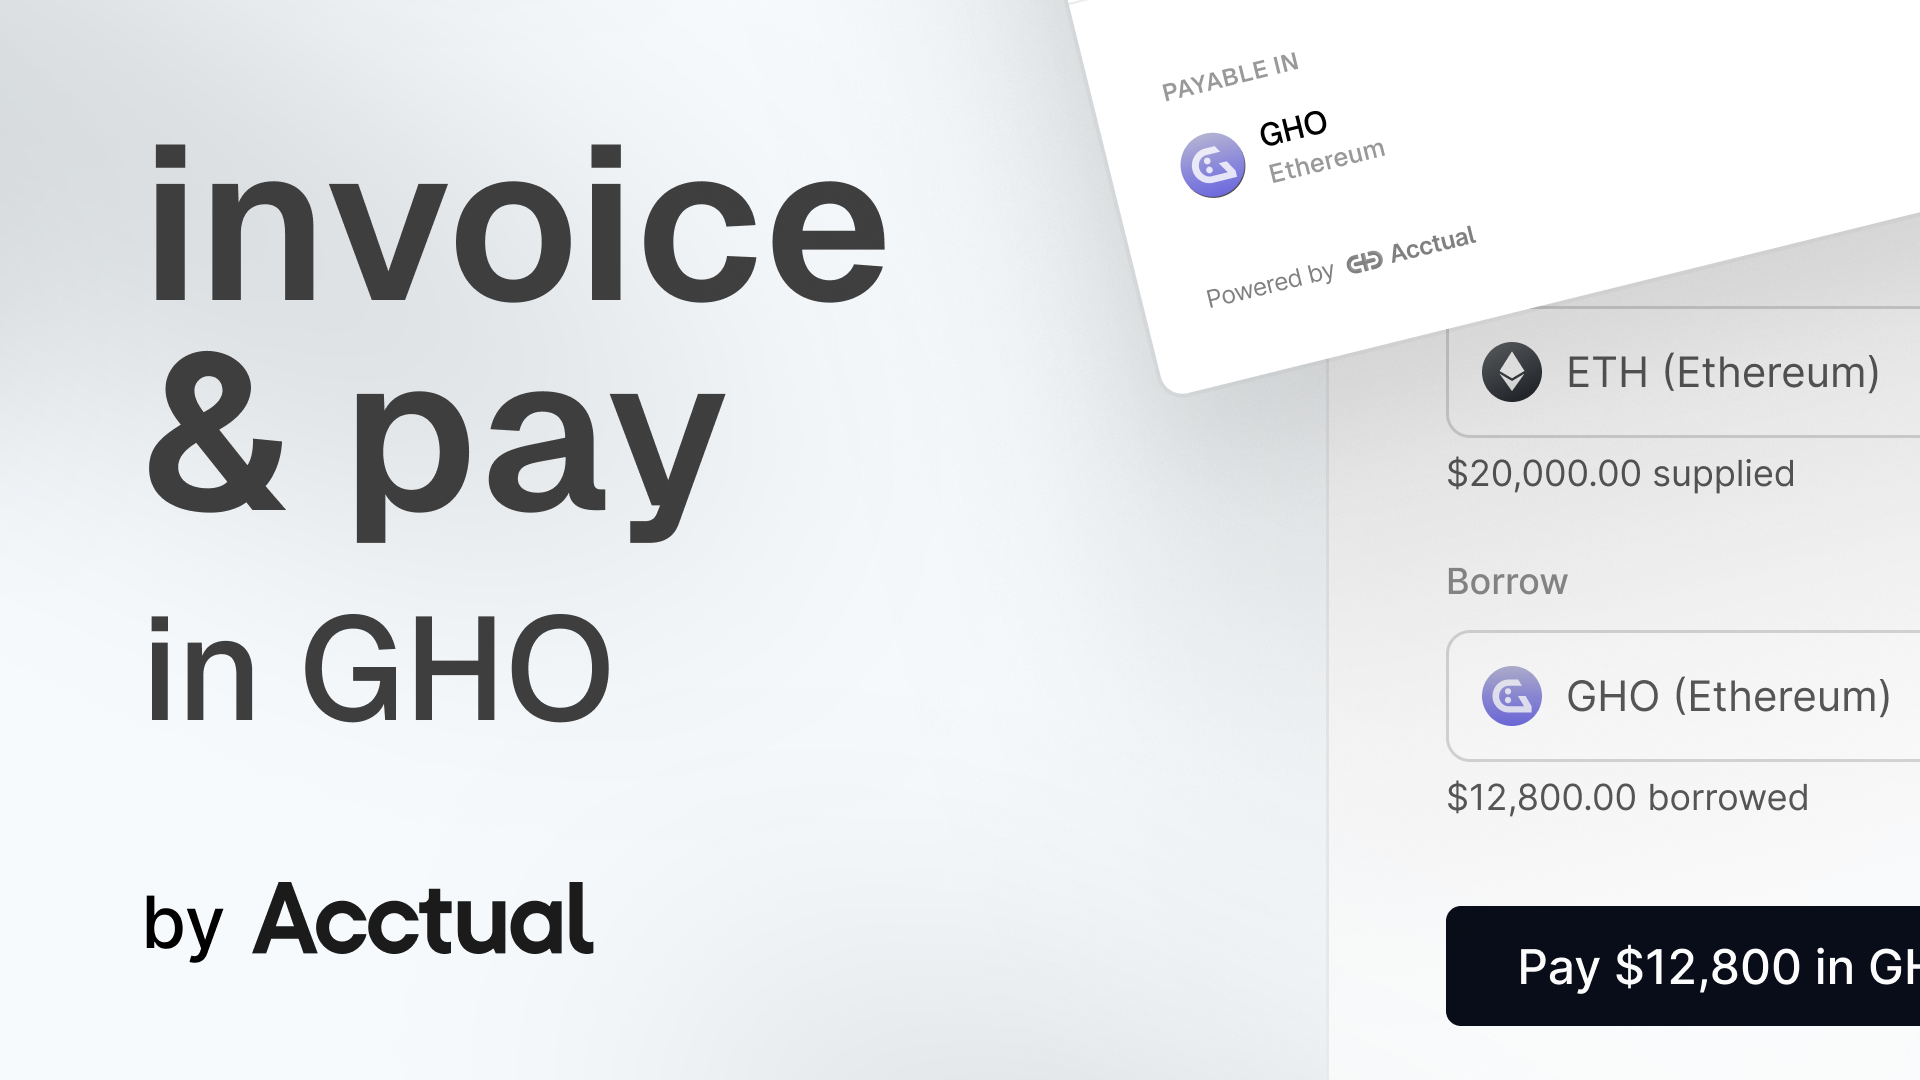 invoice
& pay
in GHO
by Acctual
PAYABLE IN
GHO
Ethereum
Powered by Acctual
ETH (Ethereum)
$20,000.00 supplied
Borrow
GHO (Ethereum)
$12,800.00 borrowed
Pay $12,800 in GH